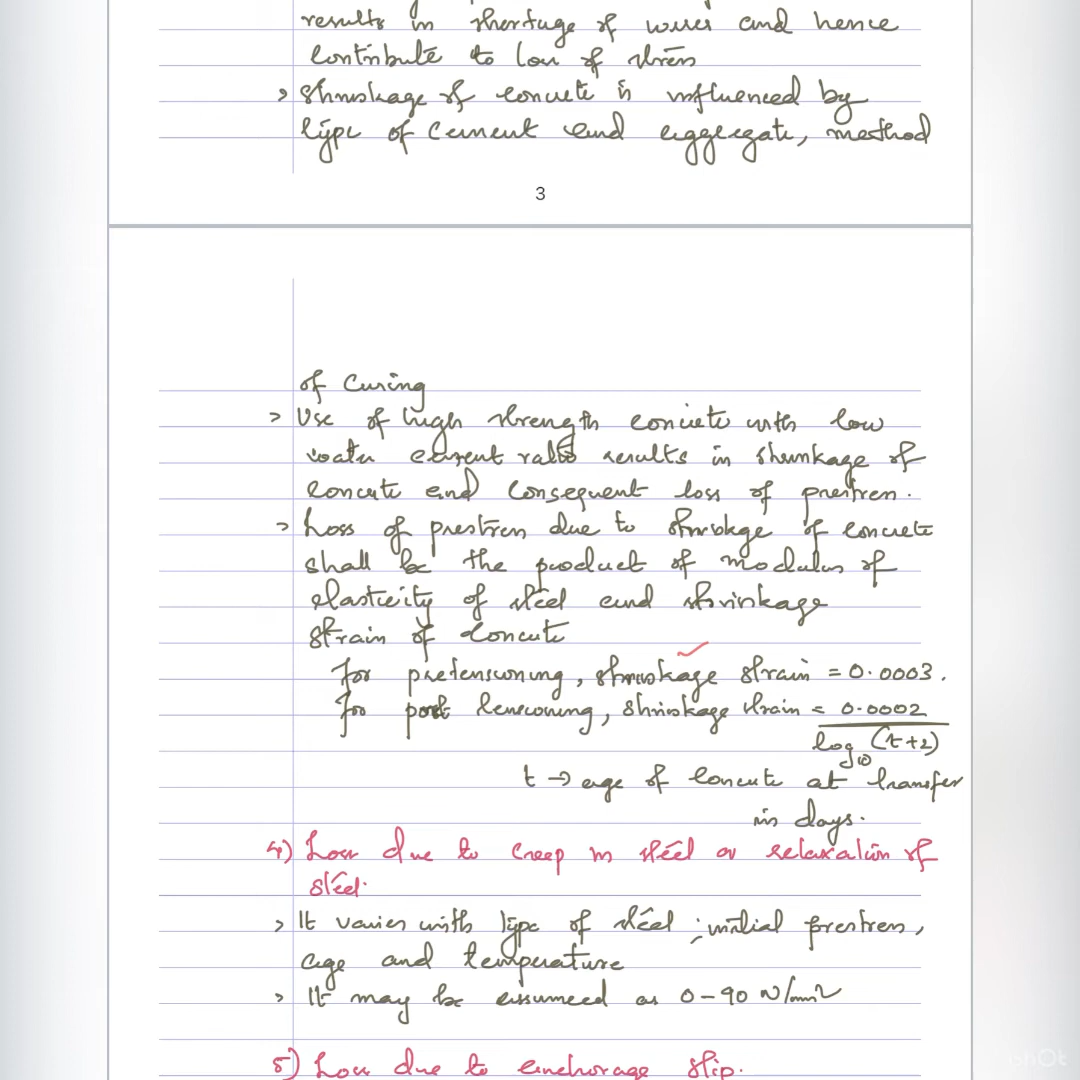 results in shortage of wires and hence
contribute to loss of stress
> Shrinkage of concrete is influenced by
type of cement and aggregate, method
3
of curing
> Use of high strength concrete with low
water cement ratio results in shrinkage of
concrete and consequent loss of prestress.
> Loss of prestress due to shrinkage of concrete
shall be the product of modulus of
elasticity of steel and shrinkage
strain of concrete
for pretensioning, shrinkage strain = 0.0003.
for post tensioning, shrinkage strain = 0.0002
log10 (t+2)
t → age of concrete at transfer
in days.
4) Loss due to creep in steel or relaxation of
steel.
> It varies with type of steel, initial prestress,
age and temperature
> It may be assumed as 0-90 N/mm2
5) Loss due to anchorage slip.